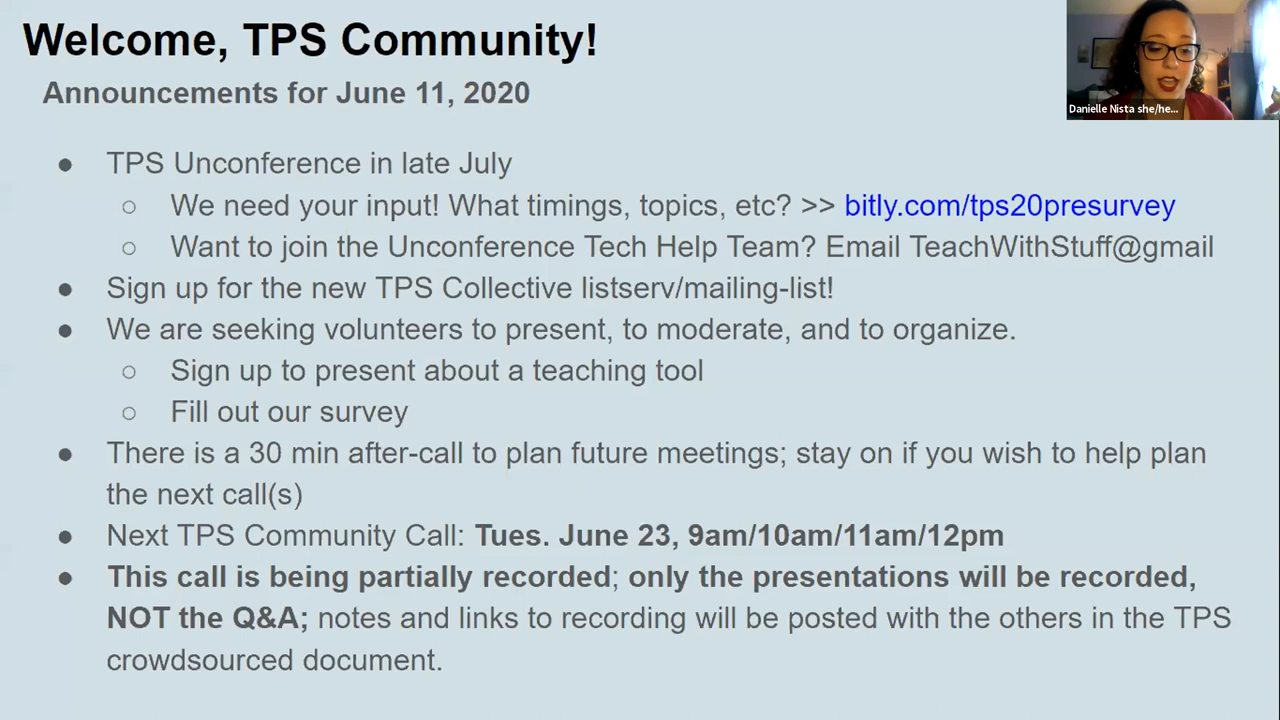 Welcome, TPS Community!
Danielle Nista she/he...
Announcements for June 11, 2020
● TPS Unconference in late July
○ We need your input! What timings, topics, etc? >> bitly.com/tps20presurvey
○ Want to join the Unconference Tech Help Team? Email TeachWithStuff@gmail
● Sign up for the new TPS Collective listserv/mailing-list!
● We are seeking volunteers to present, to moderate, and to organize.
○ Sign up to present about a teaching tool
○ Fill out our survey
● There is a 30 min after-call to plan future meetings; stay on if you wish to help plan
the next call(s)
● Next TPS Community Call: Tues. June 23, 9am/10am/11am/12pm
● This call is being partially recorded; only the presentations will be recorded,
NOT the Q&A; notes and links to recording will be posted with the others in the TPS
crowdsourced document.